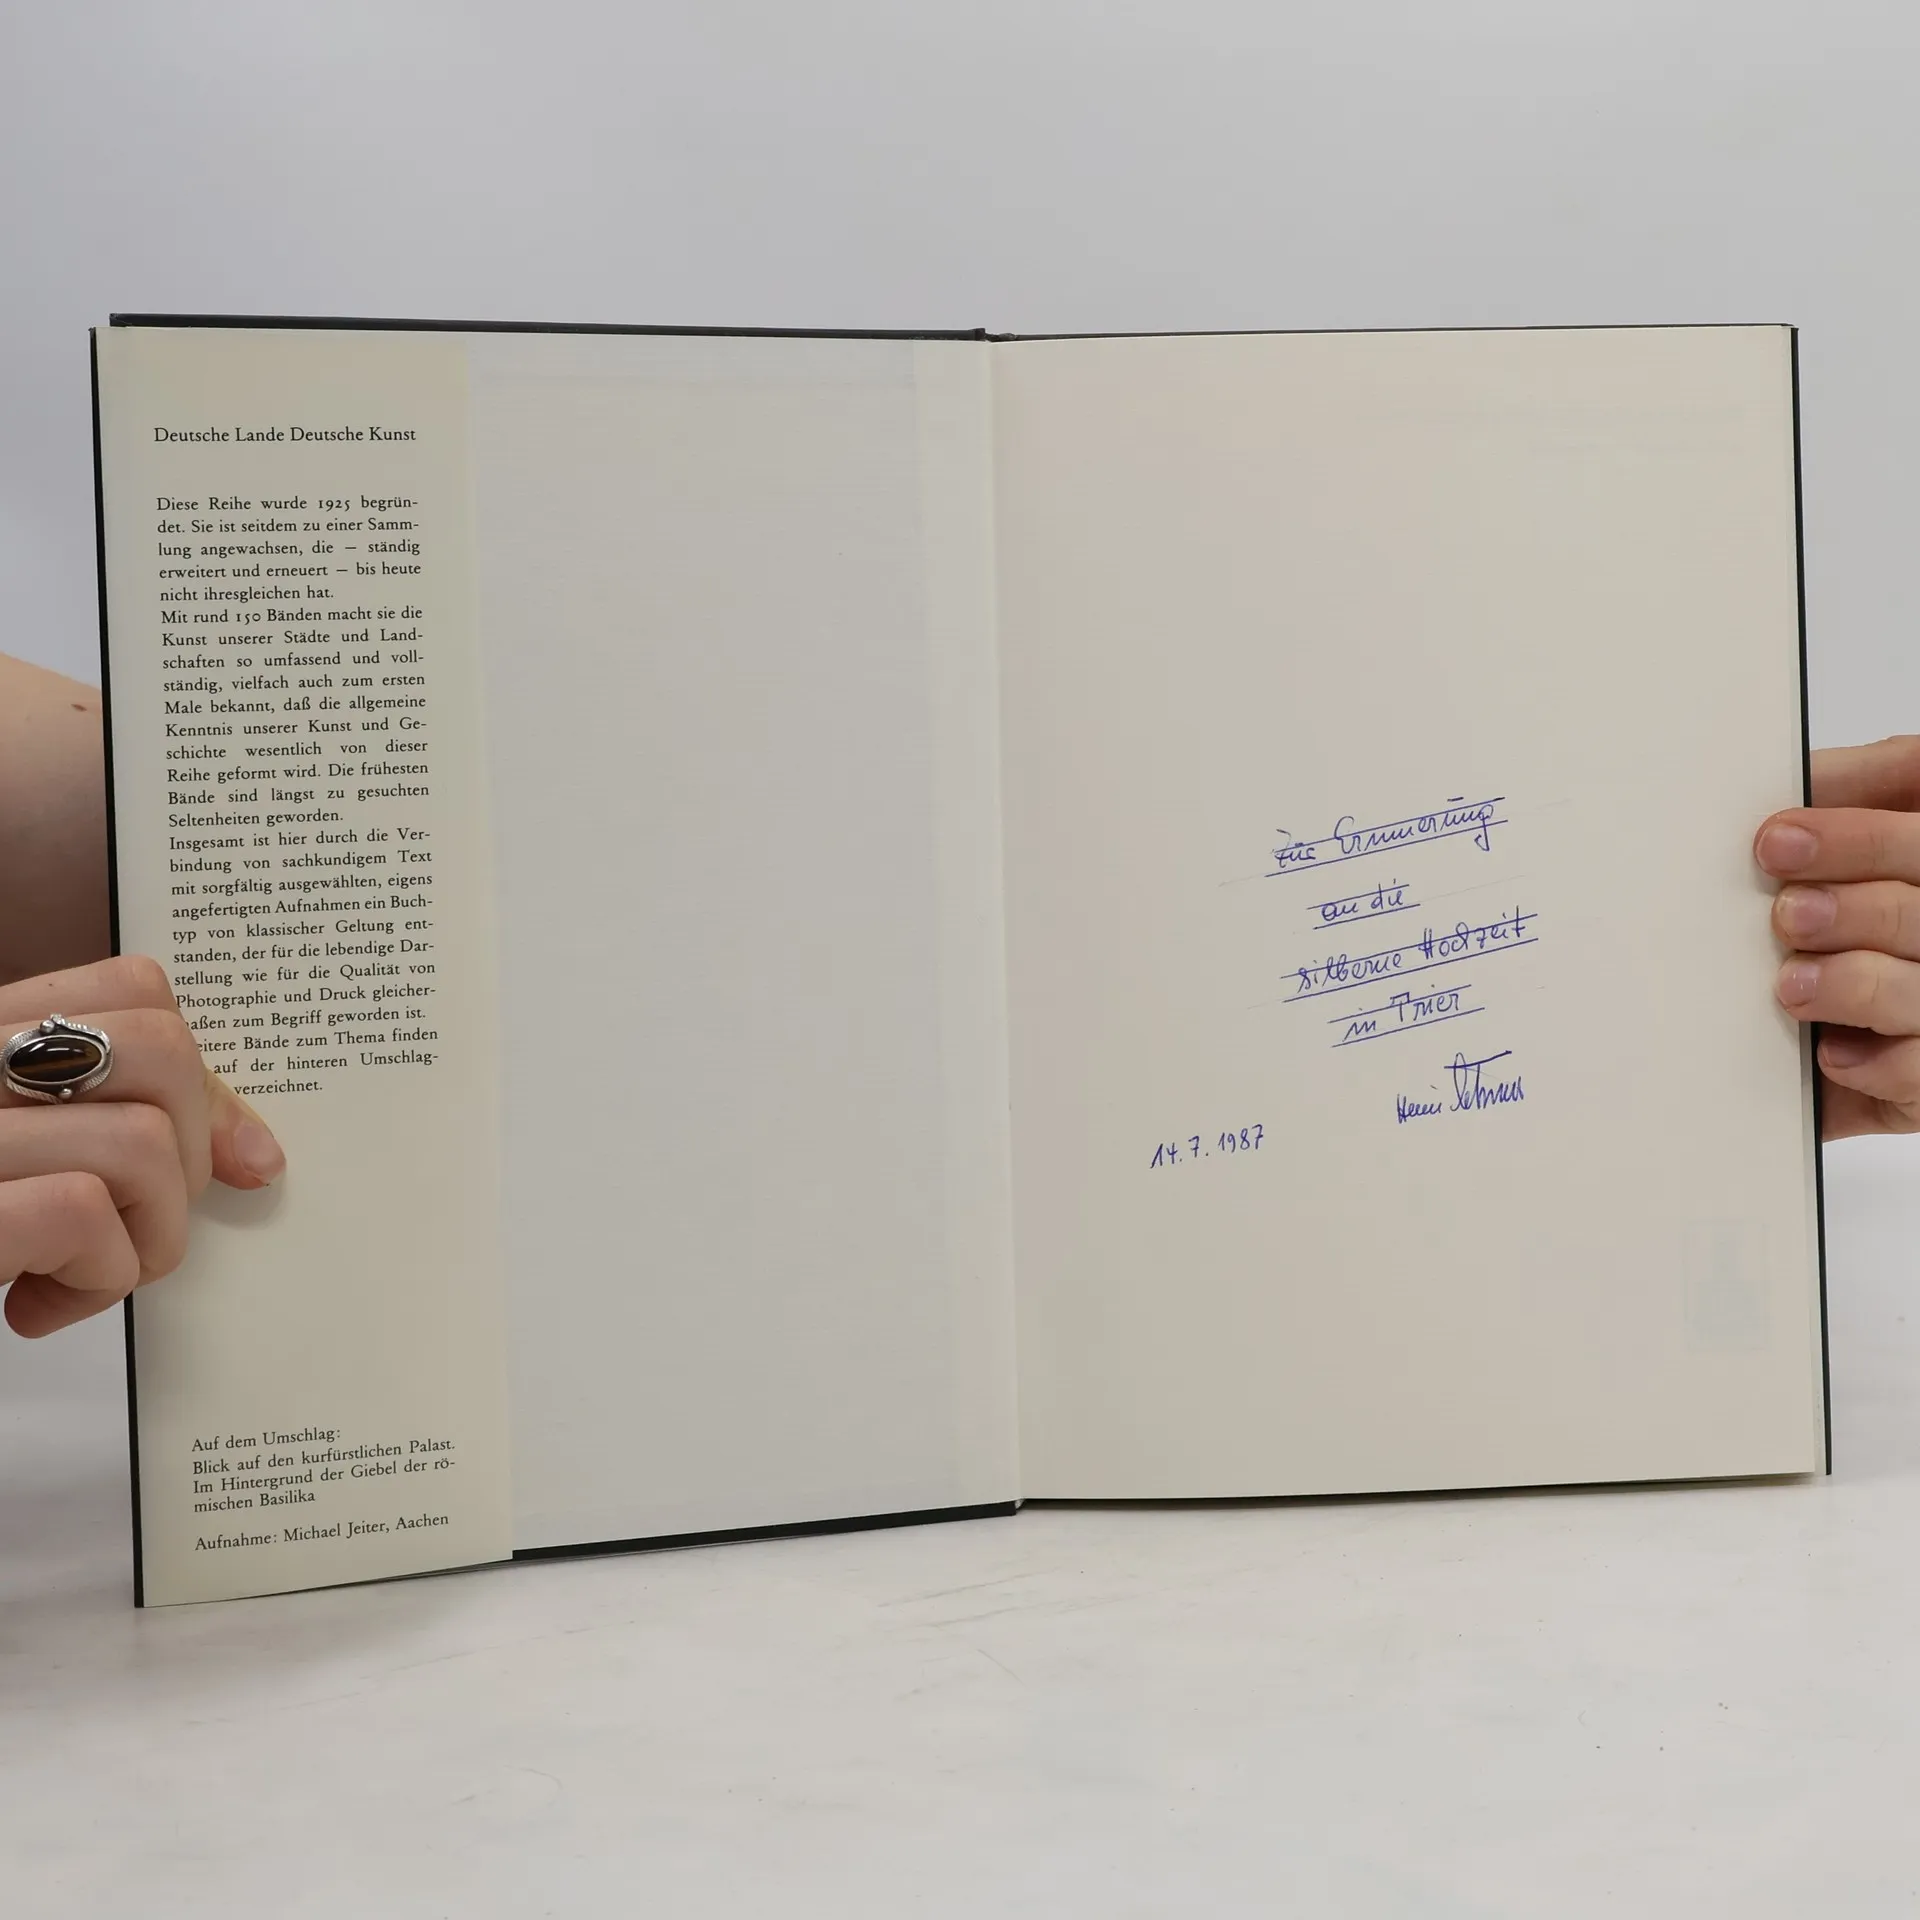 Deutsche Lande Deutsche Kunst
Diese Reihe wurde 1925 begrün-
det. Sie ist seitdem zu einer Samm-
lung angewachsen, die — ständig
erweitert und erneuert — bis heute
nicht ihresgleichen hat.
Mit rund 150 Bänden macht sie die
Kunst unserer Städte und Land-
schaften so umfassend und voll-
ständig, vielfach auch zum ersten
Male bekannt, daß die allgemeine
Kenntnis unserer Kunst und Ge-
schichte wesentlich von dieser
Reihe geformt wird. Die frühesten
Bände sind längst zu gesuchten
Seltenheiten geworden.
Insgesamt ist hier durch die Ver-
bindung von sachkundigem Text
mit sorgfältig ausgewählten, eigens
angefertigten Aufnahmen ein Buch-
typ von klassischer Geltung ent-
standen, der für die lebendige Dar-
stellung wie für die Qualität von
Photographie und Druck gleicher-
aßen zum Begriff geworden ist.
eitere Bände zum Thema finden
auf der hinteren Umschlag-
verzeichnet.
Auf dem Umschlag:
Blick auf den kurfürstlichen Palast.
Im Hintergrund der Giebel der rö-
mischen Basilika
Aufnahme: Michael Jeiter, Aachen
Zur Erinnerung
an die
silberne Hochzeit
in Trier
14.7.1987